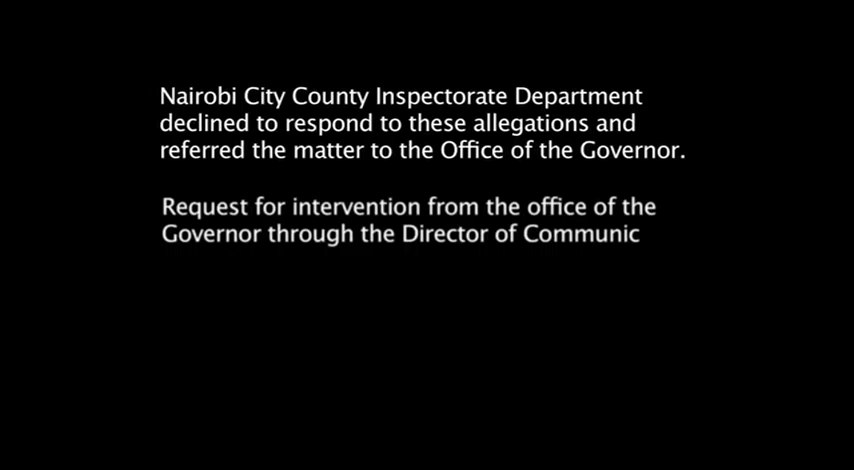 Nairobi City County Inspectorate Department
declined to respond to these allegations and
referred the matter to the Office of the Governor.
Request for intervention from the office of the
Governor through the Director of Communic